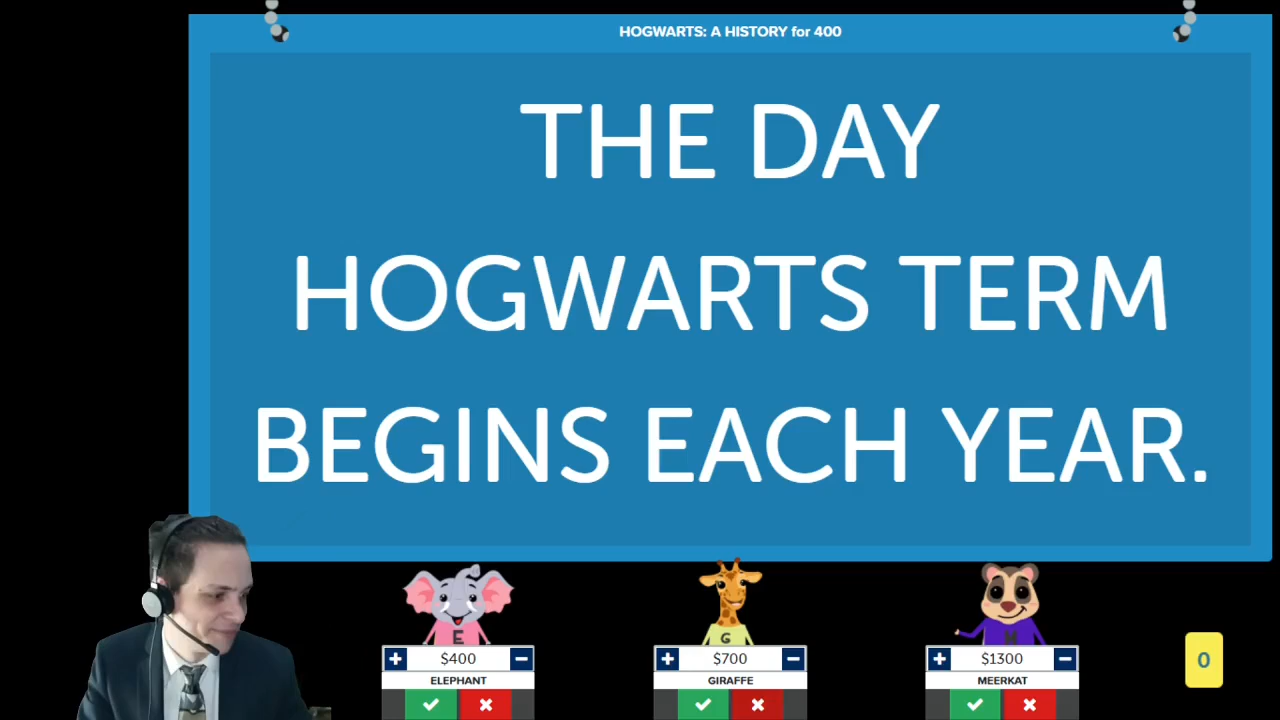 HOGWARTS: A HISTORY for 400
THE DAY
HOGWARTS TERM
BEGINS EACH YEAR.
E
G
M
+ $400 −
+ $700 −
+ $1300 −
ELEPHANT
GIRAFFE
MEERKAT
0